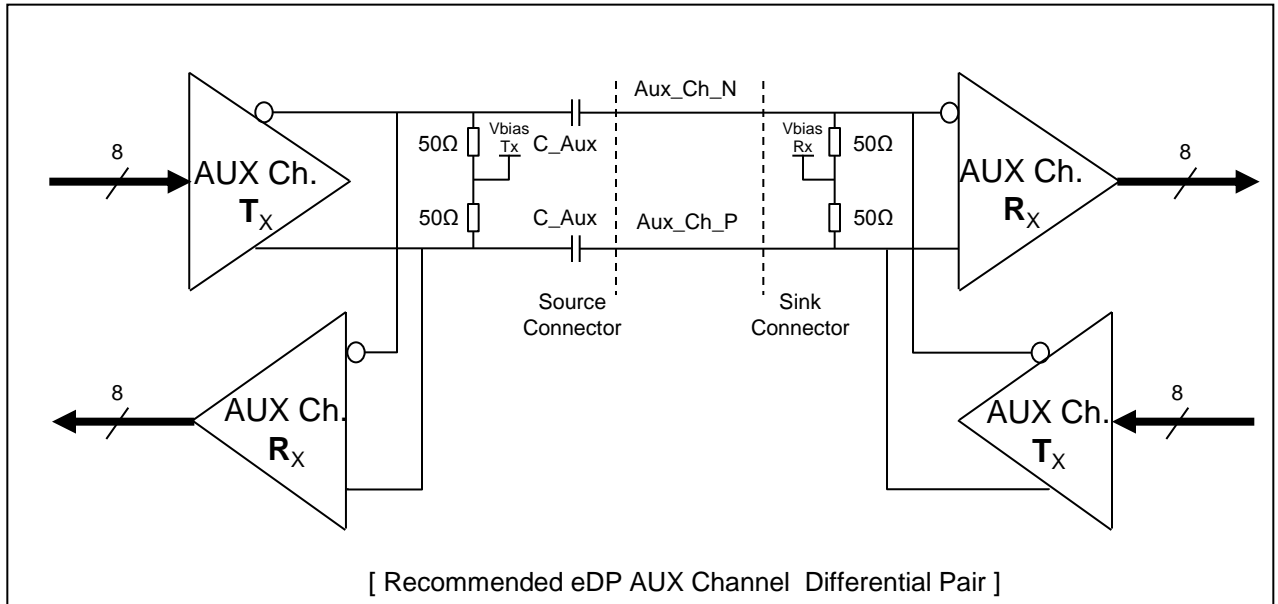 Aux_Ch_N
Vbias
Tx
Vbias
Rx
50Ω
C_Aux
50Ω
8
AUX Ch.
TX
AUX Ch.
RX
8
50Ω
C_Aux
Aux_Ch_P
50Ω
Source
Connector
Sink
Connector
8
AUX Ch.
RX
AUX Ch.
TX
8
[ Recommended eDP AUX Channel  Differential Pair ]